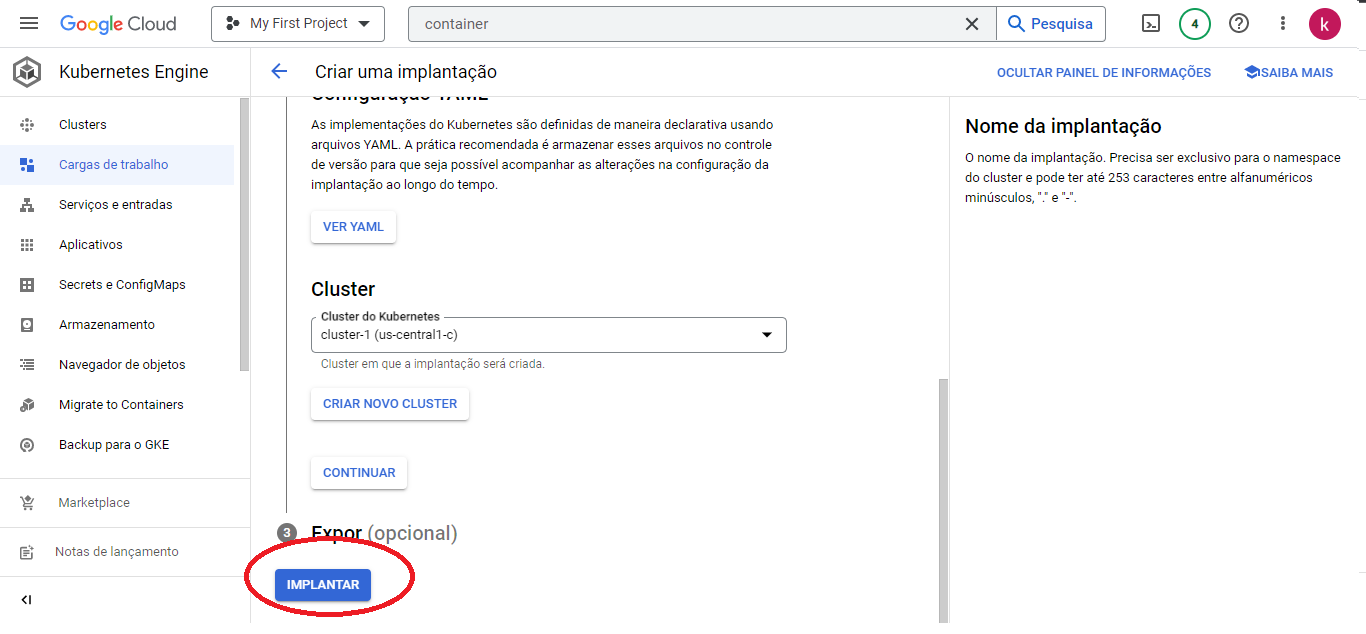 Google Cloud
My First Project
container
Pesquisa
4
k
Kubernetes Engine
Criar uma implantação
OCULTAR PAINEL DE INFORMAÇÕES
SAIBA MAIS
Clusters
Cargas de trabalho
Serviços e entradas
Aplicativos
Secrets e ConfigMaps
Armazenamento
Navegador de objetos
Migrate to Containers
Backup para o GKE
Marketplace
Notas de lançamento
Configuração YAML
As implementações do Kubernetes são definidas de maneira declarativa usando
arquivos YAML. A prática recomendada é armazenar esses arquivos no controle
de versão para que seja possível acompanhar as alterações na configuração da
implantação ao longo do tempo.
VER YAML
Cluster
Cluster do Kubernetes
cluster-1 (us-central1-c)
Cluster em que a implantação será criada.
CRIAR NOVO CLUSTER
CONTINUAR
3 Expor (opcional)
IMPLANTAR
Nome da implantação
O nome da implantação. Precisa ser exclusivo para o namespace
do cluster e pode ter até 253 caracteres entre alfanuméricos
minúsculos, "." e "-".